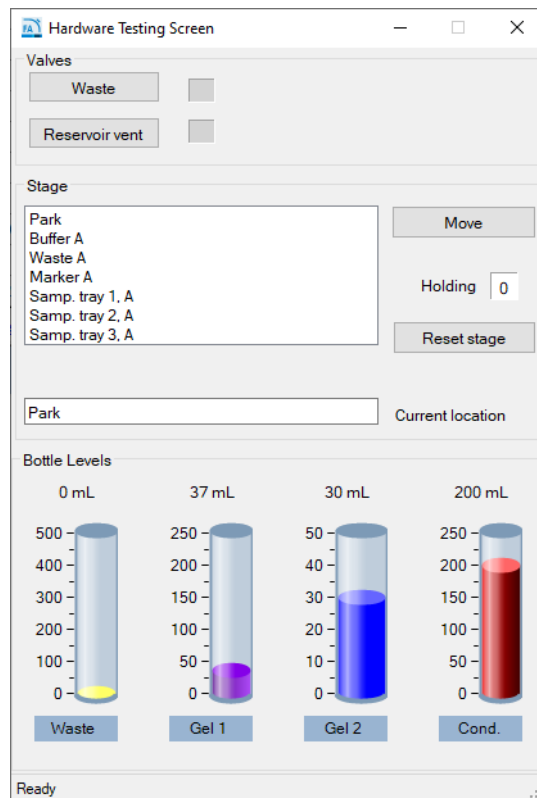 FA
Hardware Testing Screen
Valves
Waste
Reservoir vent
Stage
Park
Buffer A
Waste A
Marker A
Samp. tray 1, A
Samp. tray 2, A
Samp. tray 3, A
Move
Holding 0
Reset stage
Park
Current location
Bottle Levels
0 mL 37 mL 30 mL 200 mL
500 250 50 250
400 200 40 200
300 150 30 150
200 100 20 100
100 50 10 50
0 0 0 0
Waste Gel 1 Gel 2 Cond.
Ready